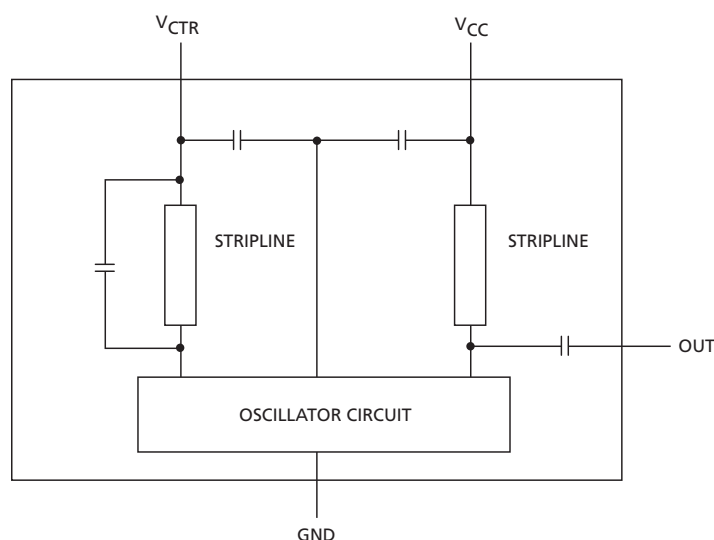 VCTR
VCC
STRIPLINE
STRIPLINE
OUT
OSCILLATOR CIRCUIT
GND